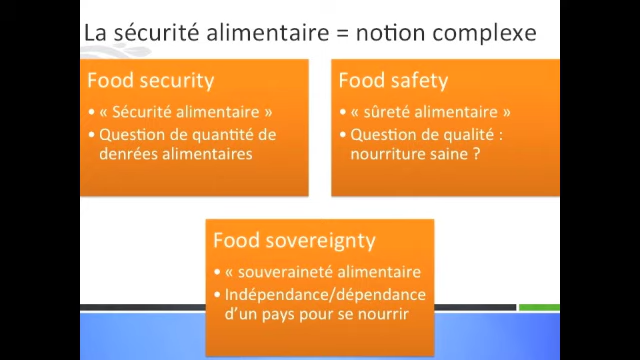 La sécurité alimentaire = notion complexe
Food security
• « Sécurité alimentaire »
• Question de quantité de
denrées alimentaires
Food safety
• « sûreté alimentaire »
• Question de qualité :
nourriture saine ?
Food sovereignty
• « souveraineté alimentaire
• Indépendance/dépendance
d'un pays pour se nourrir